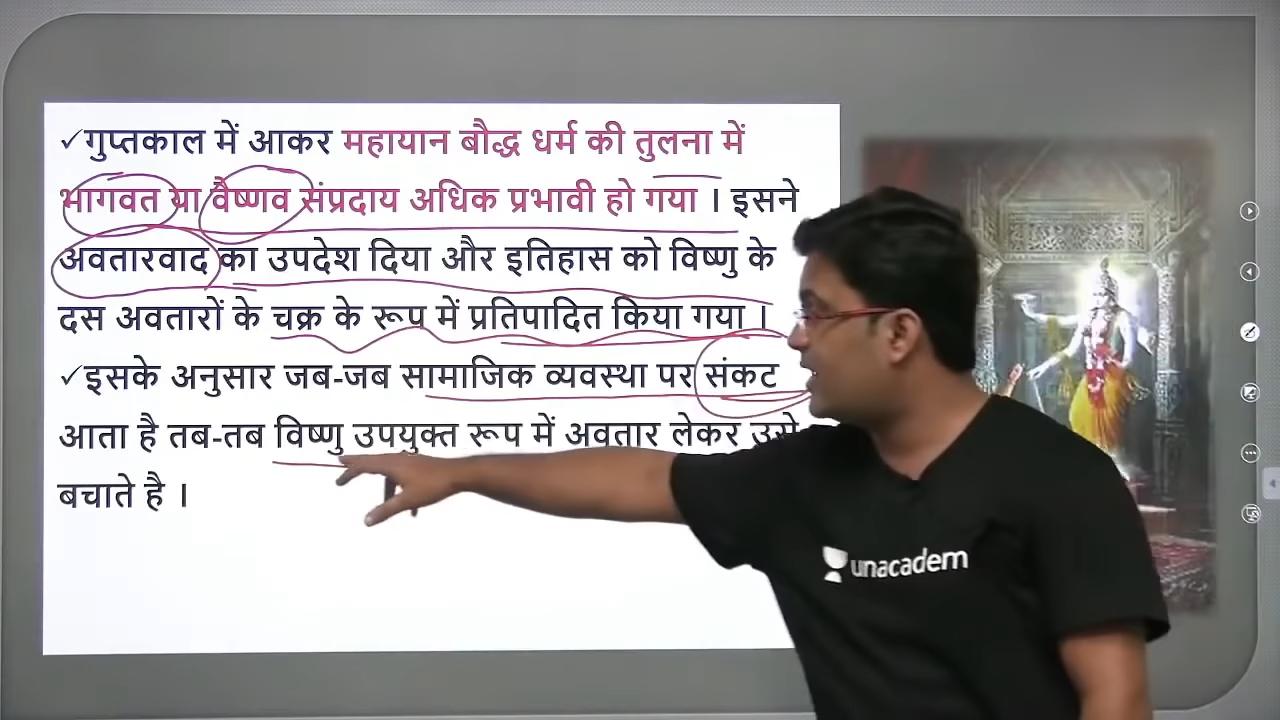 ✓गुप्तकाल में आकर महायान बौद्ध धर्म की तुलना में
भागवत या वैष्णव संप्रदाय अधिक प्रभावी हो गया । इसने
अवतारवाद का उपदेश दिया और इतिहास को विष्णु के
दस अवतारों के चक्र के रूप में प्रतिपादित किया गया ।
✓इसके अनुसार जब-जब सामाजिक व्यवस्था पर संकट
आता है तब-तब विष्णु उपयुक्त रूप में अवतार लेकर उसे
बचाते है ।
unacadem